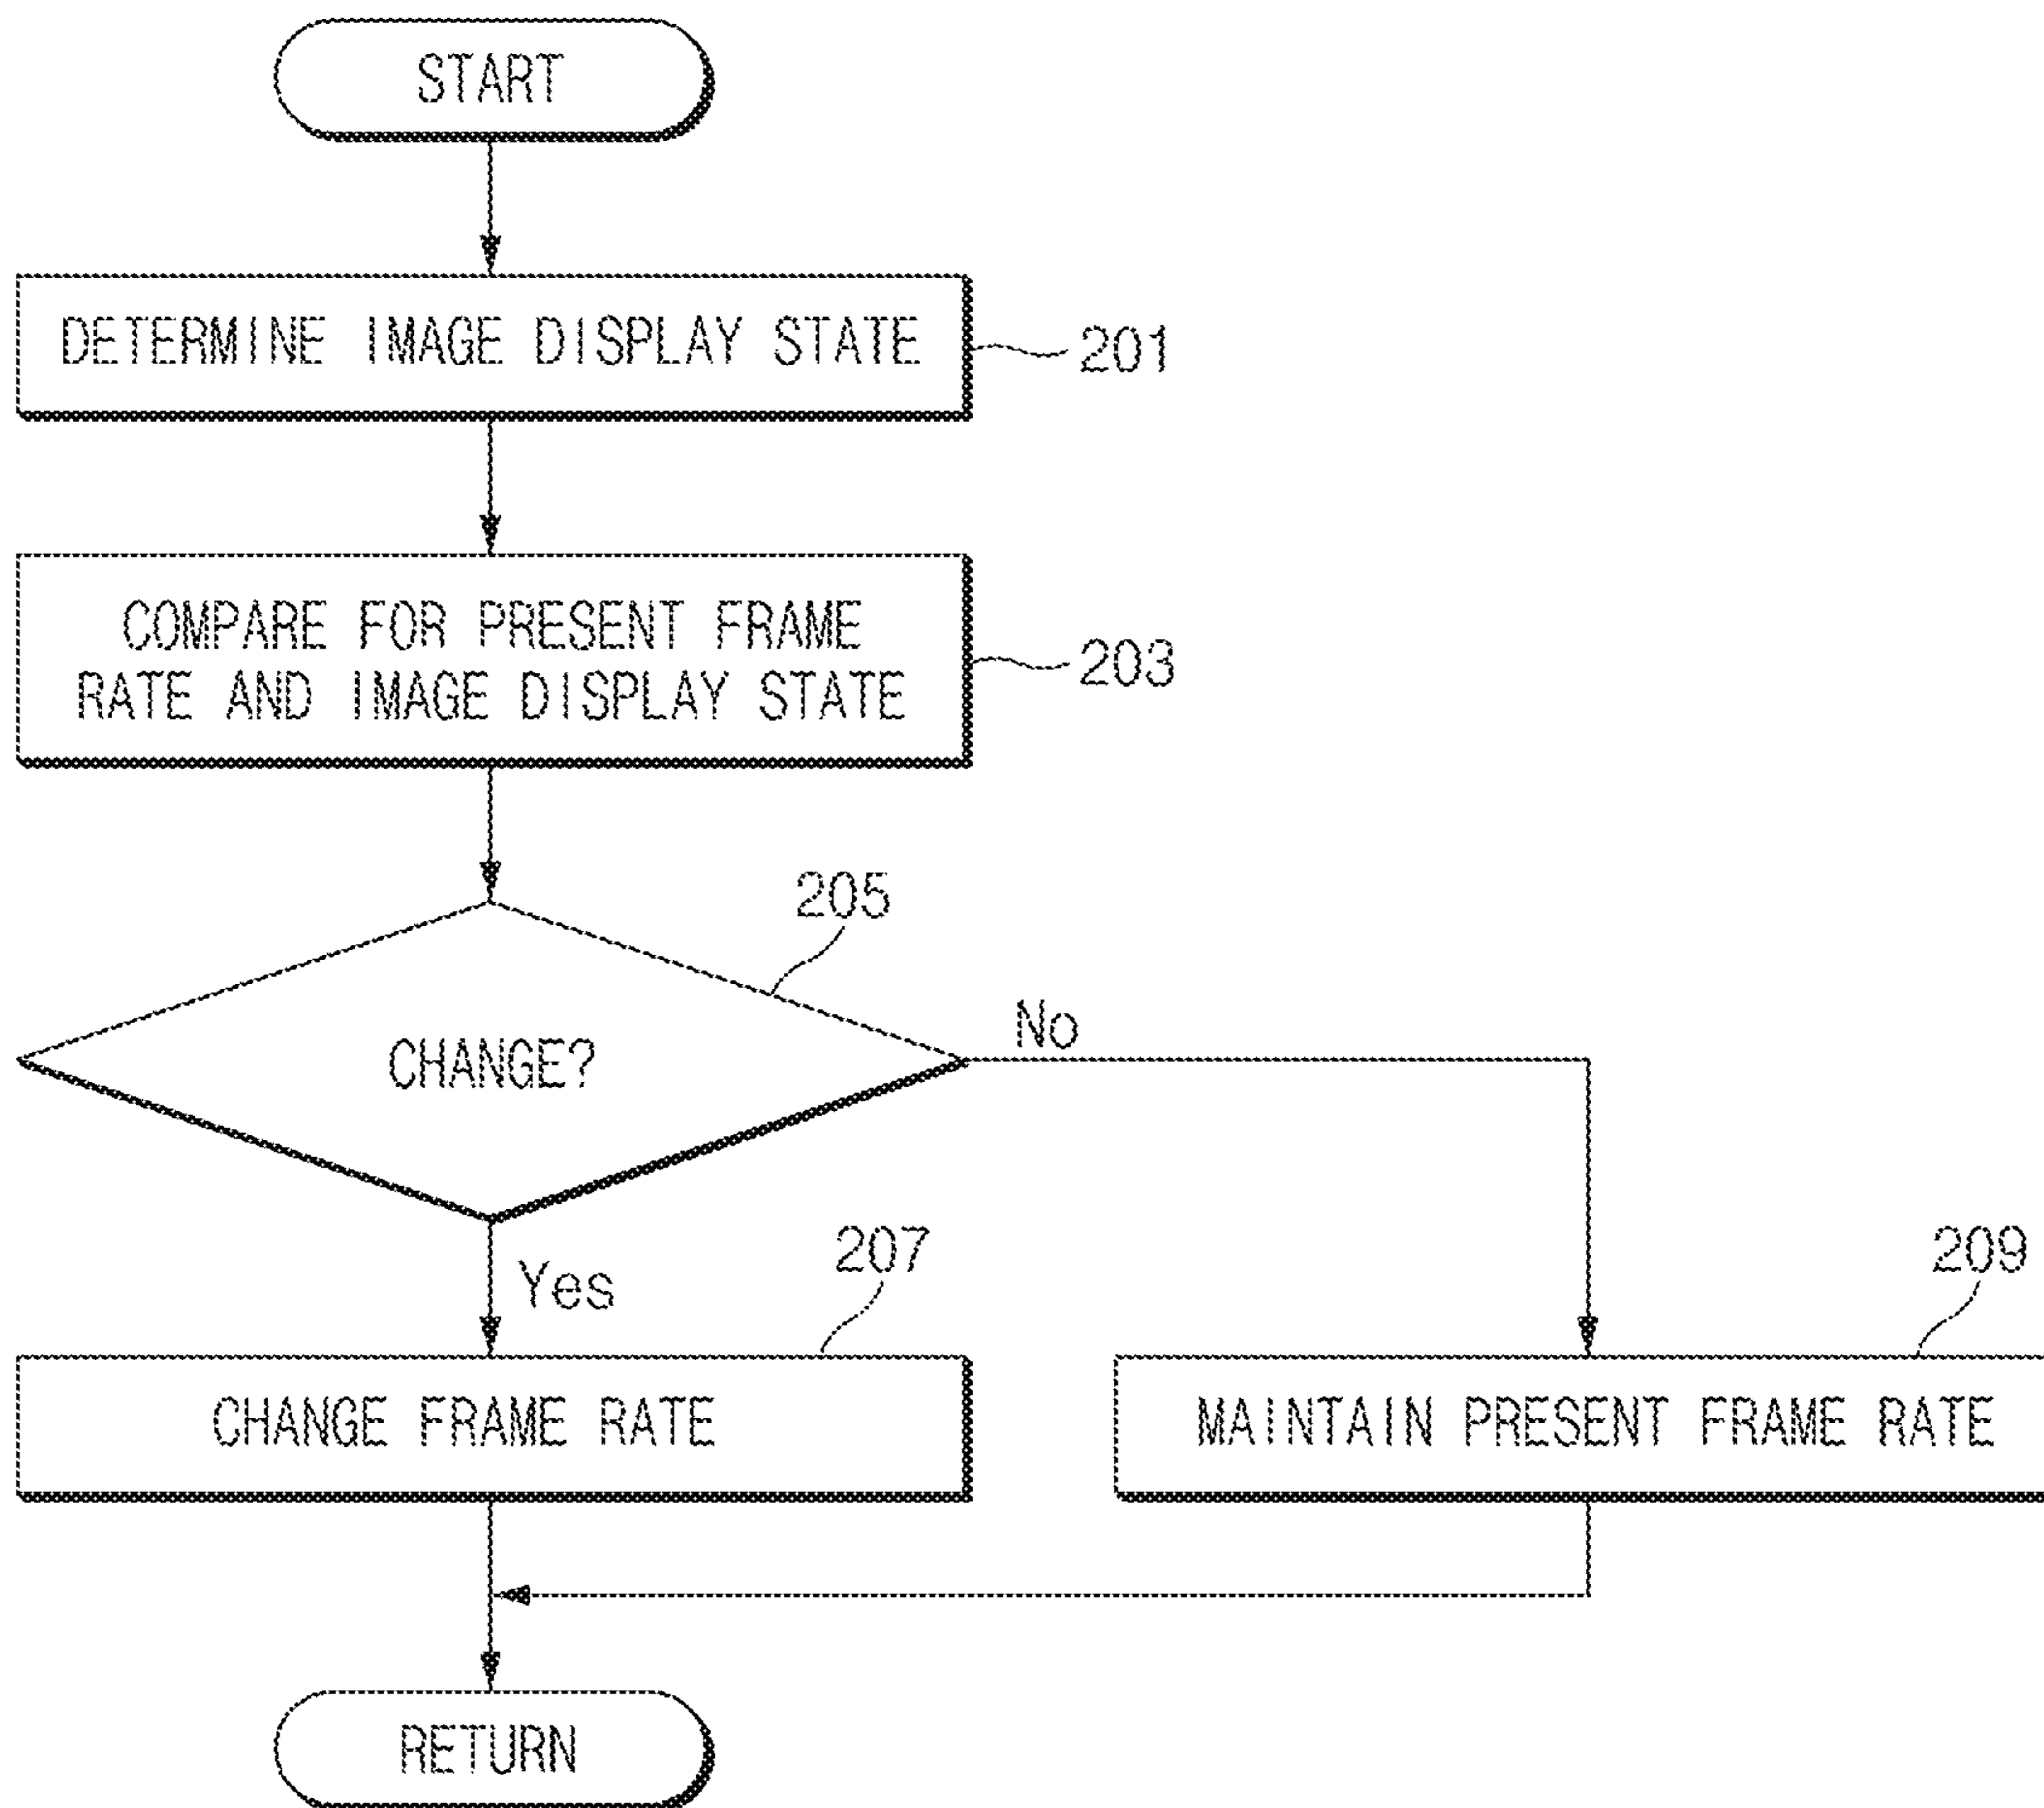 START
DETERMINE IMAGE DISPLAY STATE
201
COMPARE FOR PRESENT FRAME
RATE AND IMAGE DISPLAY STATE
203
205
CHANGE?
No
Yes
207
209
CHANGE FRAME RATE
MAINTAIN PRESENT FRAME RATE
RETURN